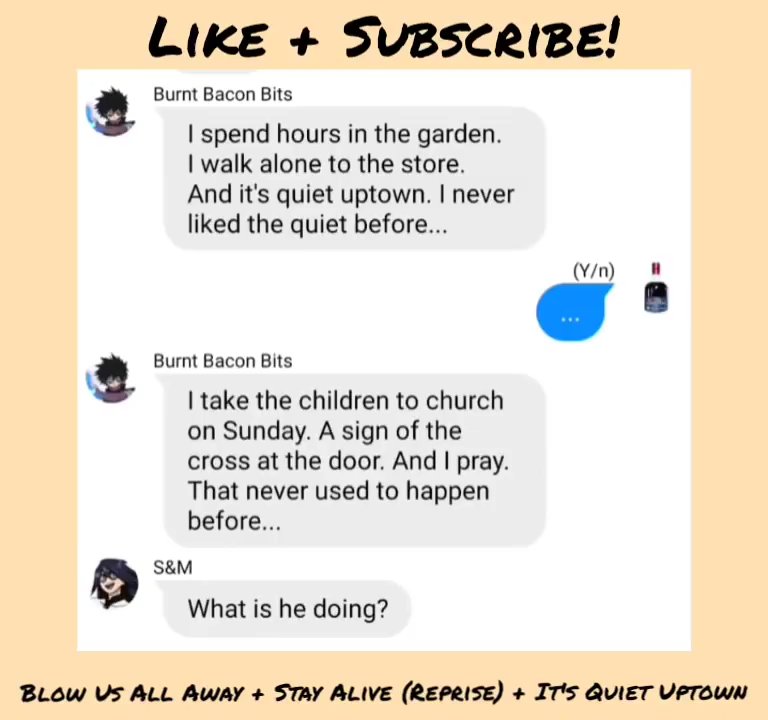 LIKE + SUBSCRIBE!
Burnt Bacon Bits
I spend hours in the garden.
I walk alone to the store.
And it's quiet uptown. I never
liked the quiet before...
(Y/n)
...
Burnt Bacon Bits
I take the children to church
on Sunday. A sign of the
cross at the door. And I pray.
That never used to happen
before...
S&M
What is he doing?
BLOW US ALL AWAY + STAY ALIVE (REPRISE) + IT'S QUIET UPTOWN